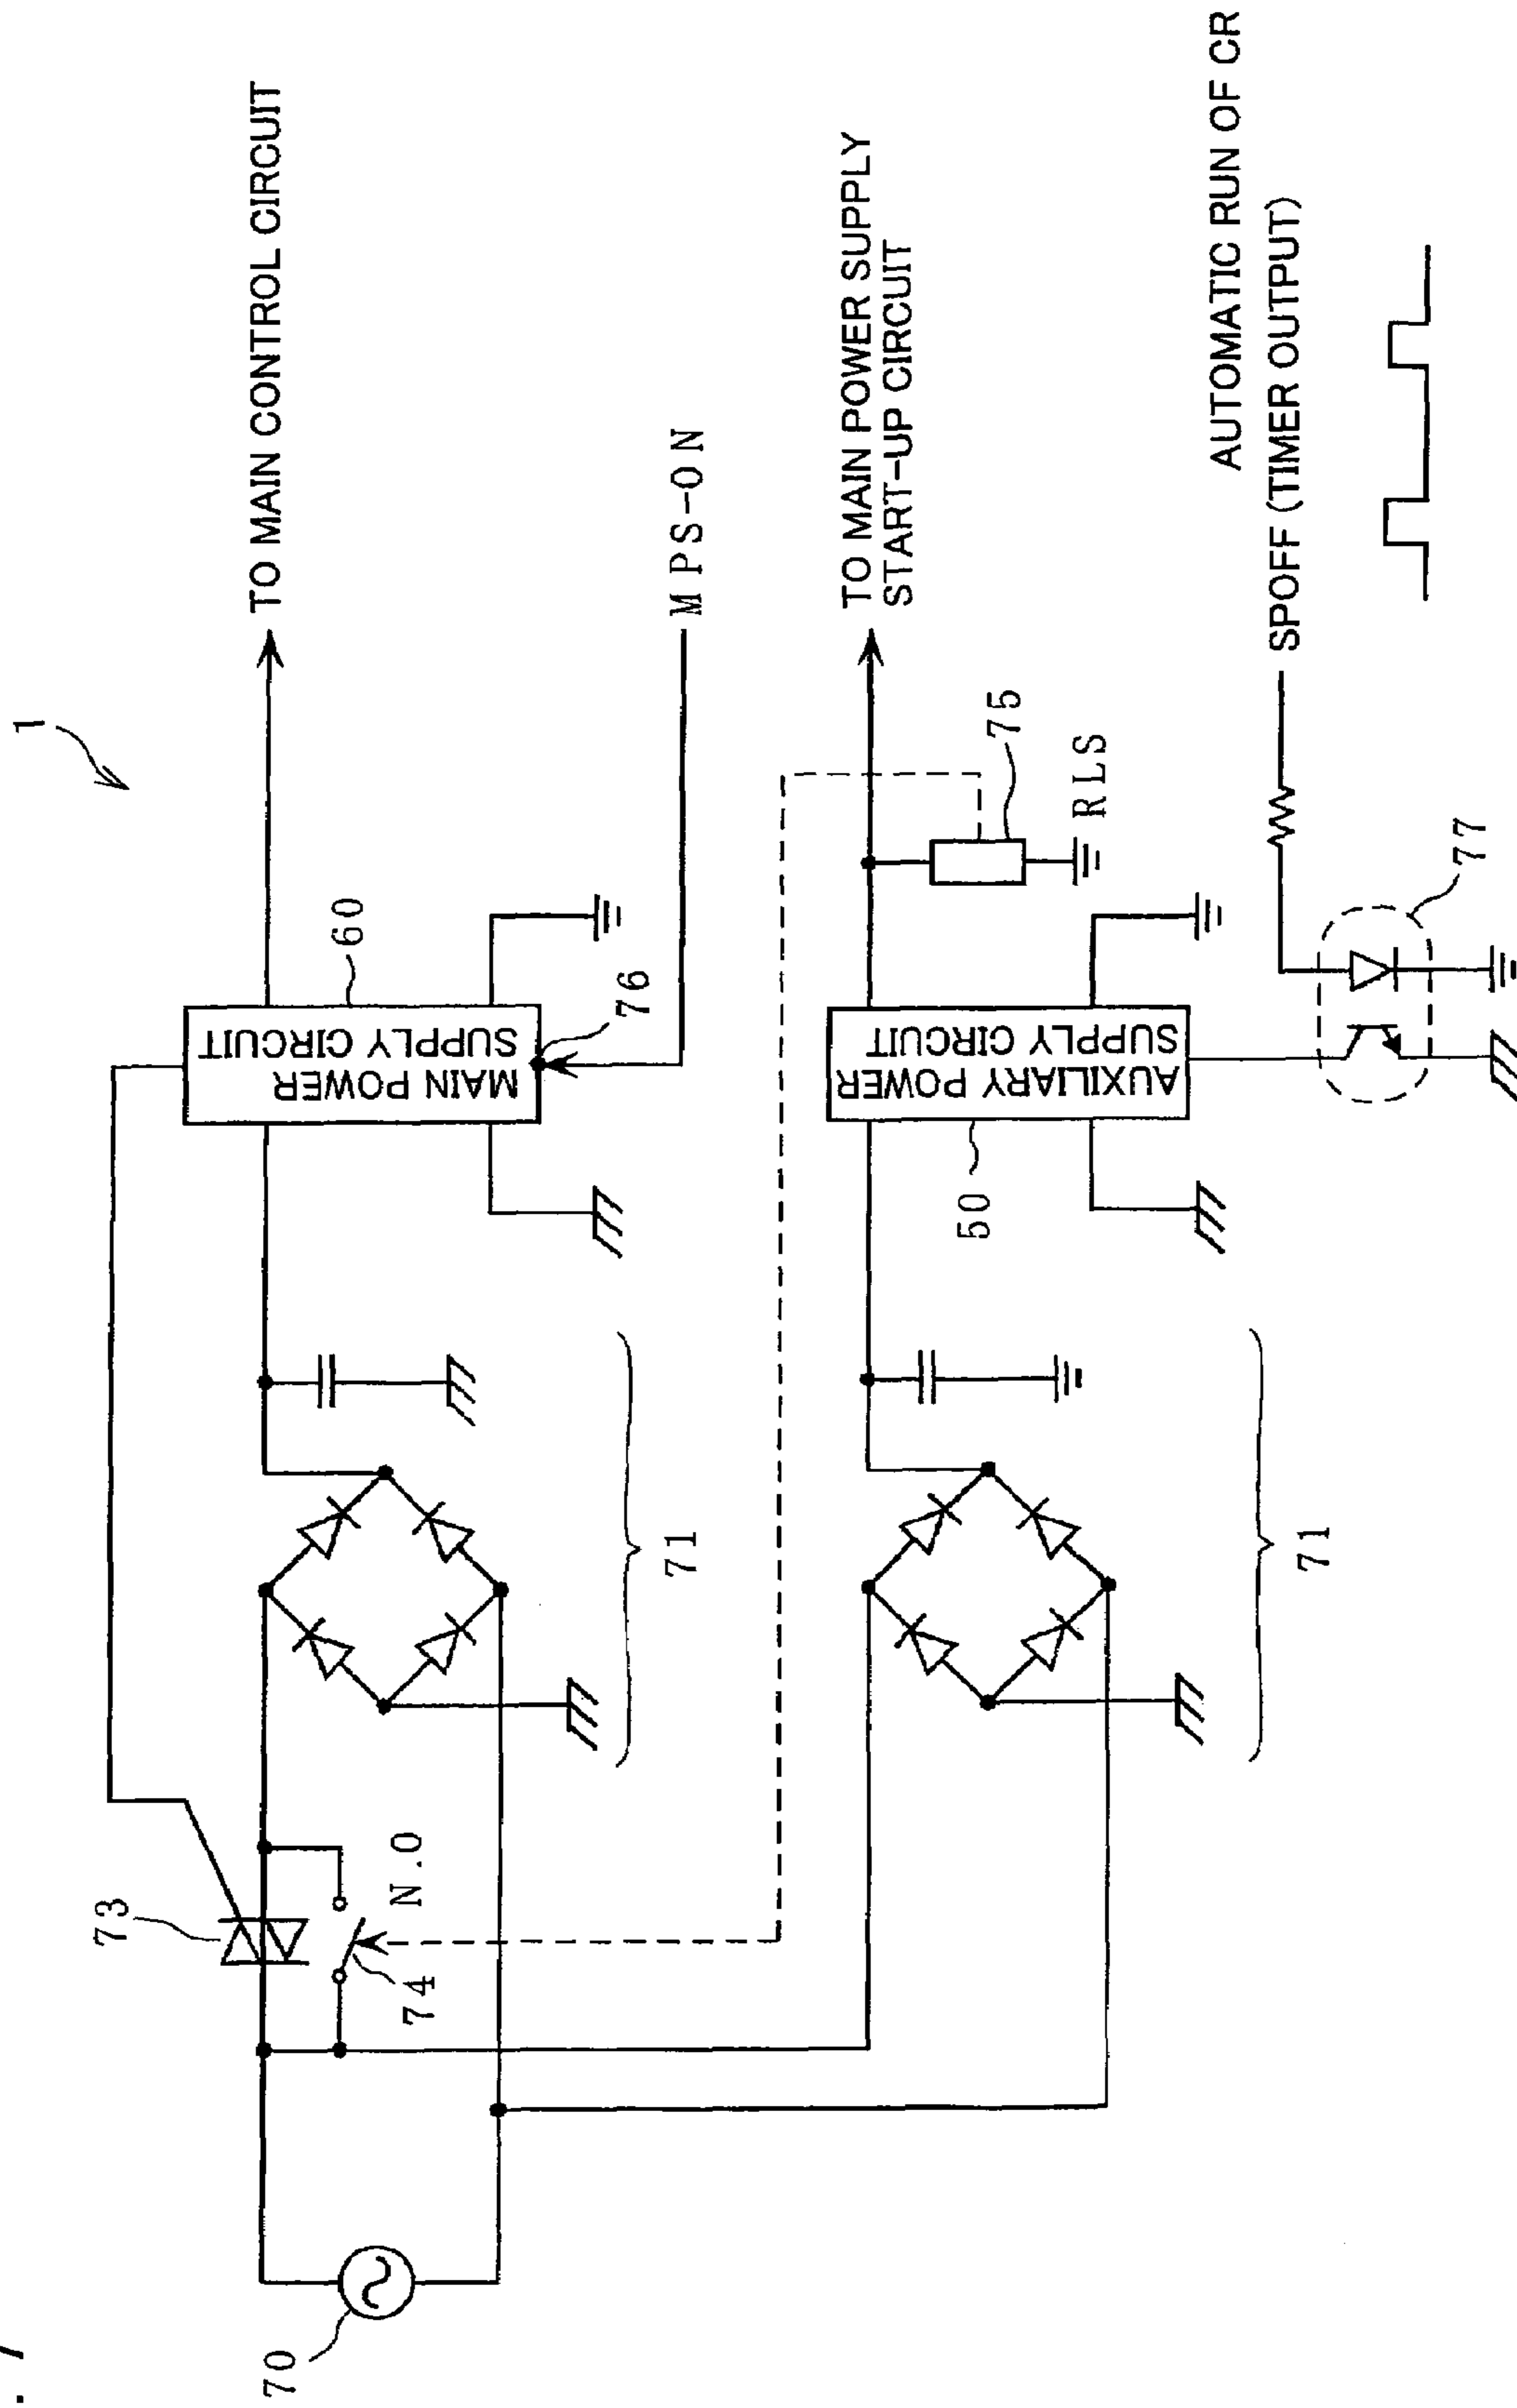 1
TO MAIN CONTROL CIRCUIT
60
MAIN POWER
SUPPLY CIRCUIT
76
MPS-ON
73
74
N.O
71
70
TO MAIN POWER SUPPLY
START-UP CIRCUIT
75
RLS
50
AUXILIARY POWER
SUPPLY CIRCUIT
71
AUTOMATIC RUN OF CR
SPOFF (TIMER OUTPUT)
77